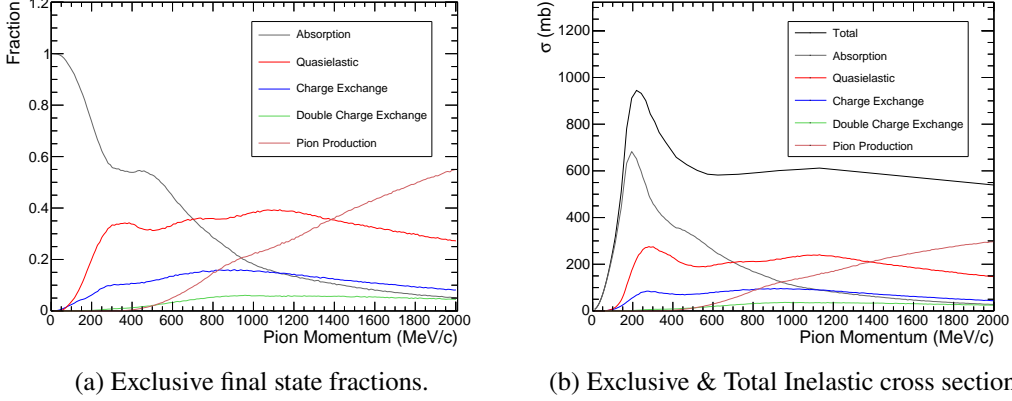 Fraction
1.2
1
0.8
0.6
0.4
0.2
0
Absorption
Quasielastic
Charge Exchange
Double Charge Exchange
Pion Production
0 200 400 600 800 1000 1200 1400 1600 1800 2000
Pion Momentum (MeV/c)
(a) Exclusive final state fractions.
σ (mb)
1200
1000
800
600
400
200
0
Total
Absorption
Quasielastic
Charge Exchange
Double Charge Exchange
Pion Production
0 200 400 600 800 1000 1200 1400 1600 1800 2000
Pion Momentum (MeV/c)
(b) Exclusive & Total Inelastic cross section